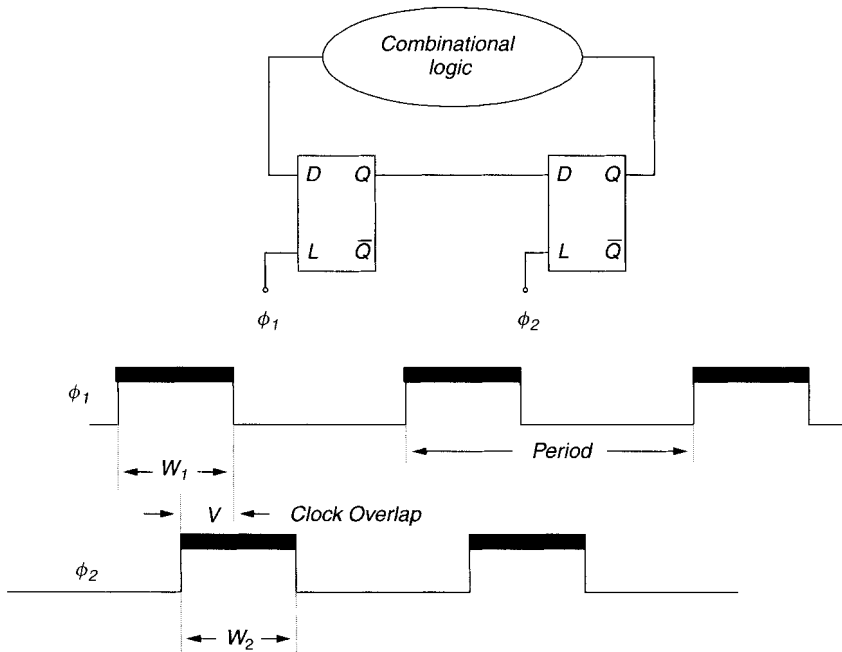 Combinational
logic
D Q D Q
L Q̅ L Q̅
ϕ₁ ϕ₂
ϕ₁
W₁ Period
V Clock Overlap
ϕ₂
W₂